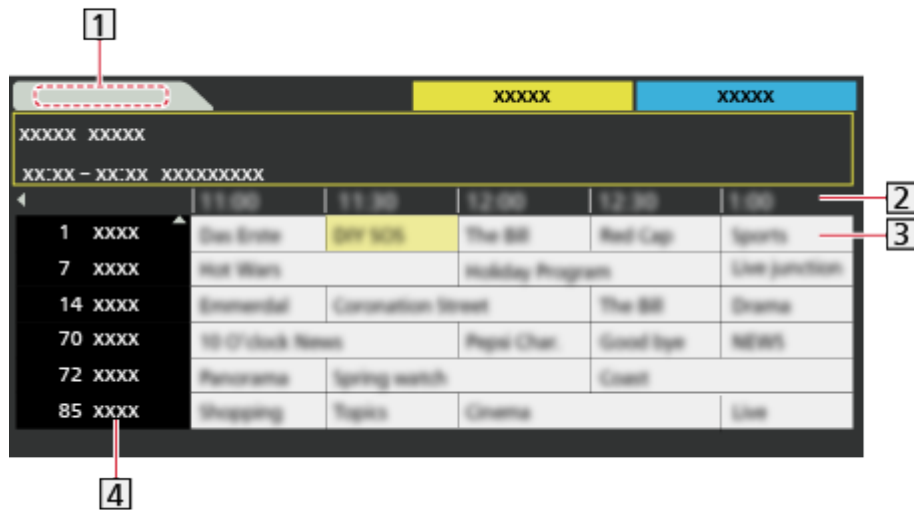 1
xxxxx xxxxx
xxxxx xxxxx
xx:xx – xx:xx xxxxxxxxx
11:00 11:30 12:00 12:30 1:00 2
1 xxxx Das Erste DIY SOS The Bill Red Cap Sports 3
7 xxxx Hot Wars Holiday Program Live Junction
14 xxxx Emmerdal Coronation Street The Bill Drama
70 xxxx 10 O'clock News Pepsi Good bye NEWS
72 xxxx Panorama Spring watch Coast
85 xxxx Shopping Topics Cinema Live
4